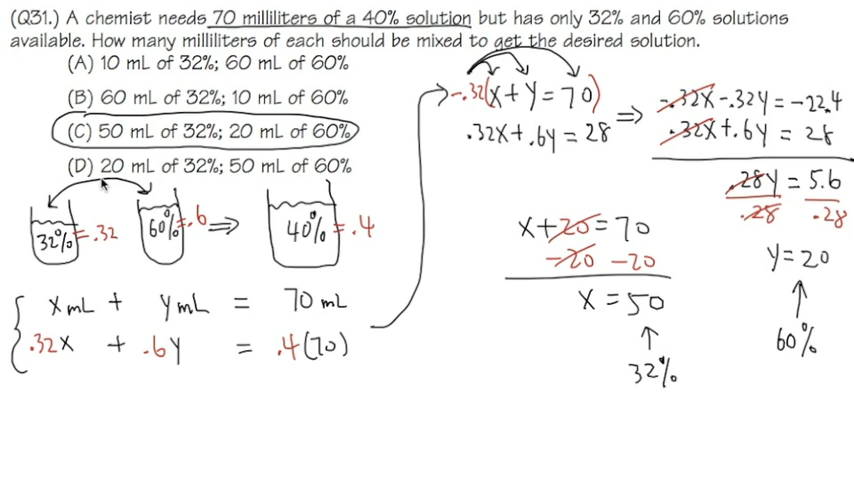 (Q31.) A chemist needs 70 milliliters of a 40% solution but has only 32% and 60% solutions
available. How many milliliters of each should be mixed to get the desired solution.
(A) 10 mL of 32%; 60 mL of 60%
(B) 60 mL of 32%; 10 mL of 60%
(C) 50 mL of 32%; 20 mL of 60%
(D) 20 mL of 32%; 50 mL of 60%
32% = .32 60% = .6 ⇒ 40% = .4
x mL + y mL = 70 mL
.32x + .6y = .4(70)
-.32(x + y = 70)
.32x + .6y = 28
⇒
-.32x - .32y = -22.4
.32x + .6y = 28
.28y = 5.6
.28 .28
y = 20
↑
60%
x + 20 = 70
-20 -20
x = 50
↑
32%